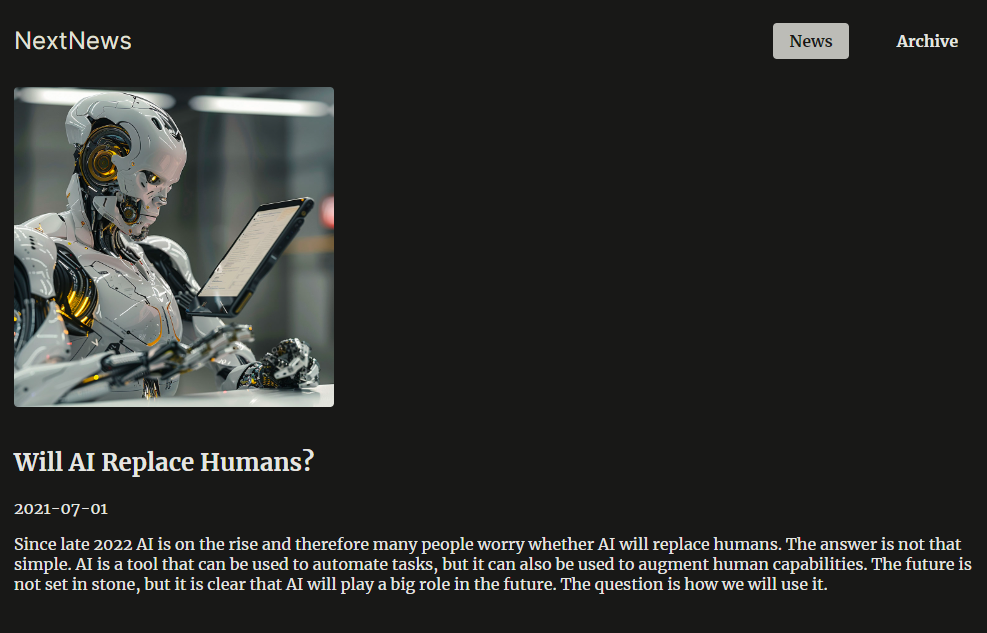 NextNews
News
Archive
Will AI Replace Humans?
2021-07-01
Since late 2022 AI is on the rise and therefore many people worry whether AI will replace humans. The answer is not that
simple. AI is a tool that can be used to automate tasks, but it can also be used to augment human capabilities. The future is
not set in stone, but it is clear that AI will play a big role in the future. The question is how we will use it.